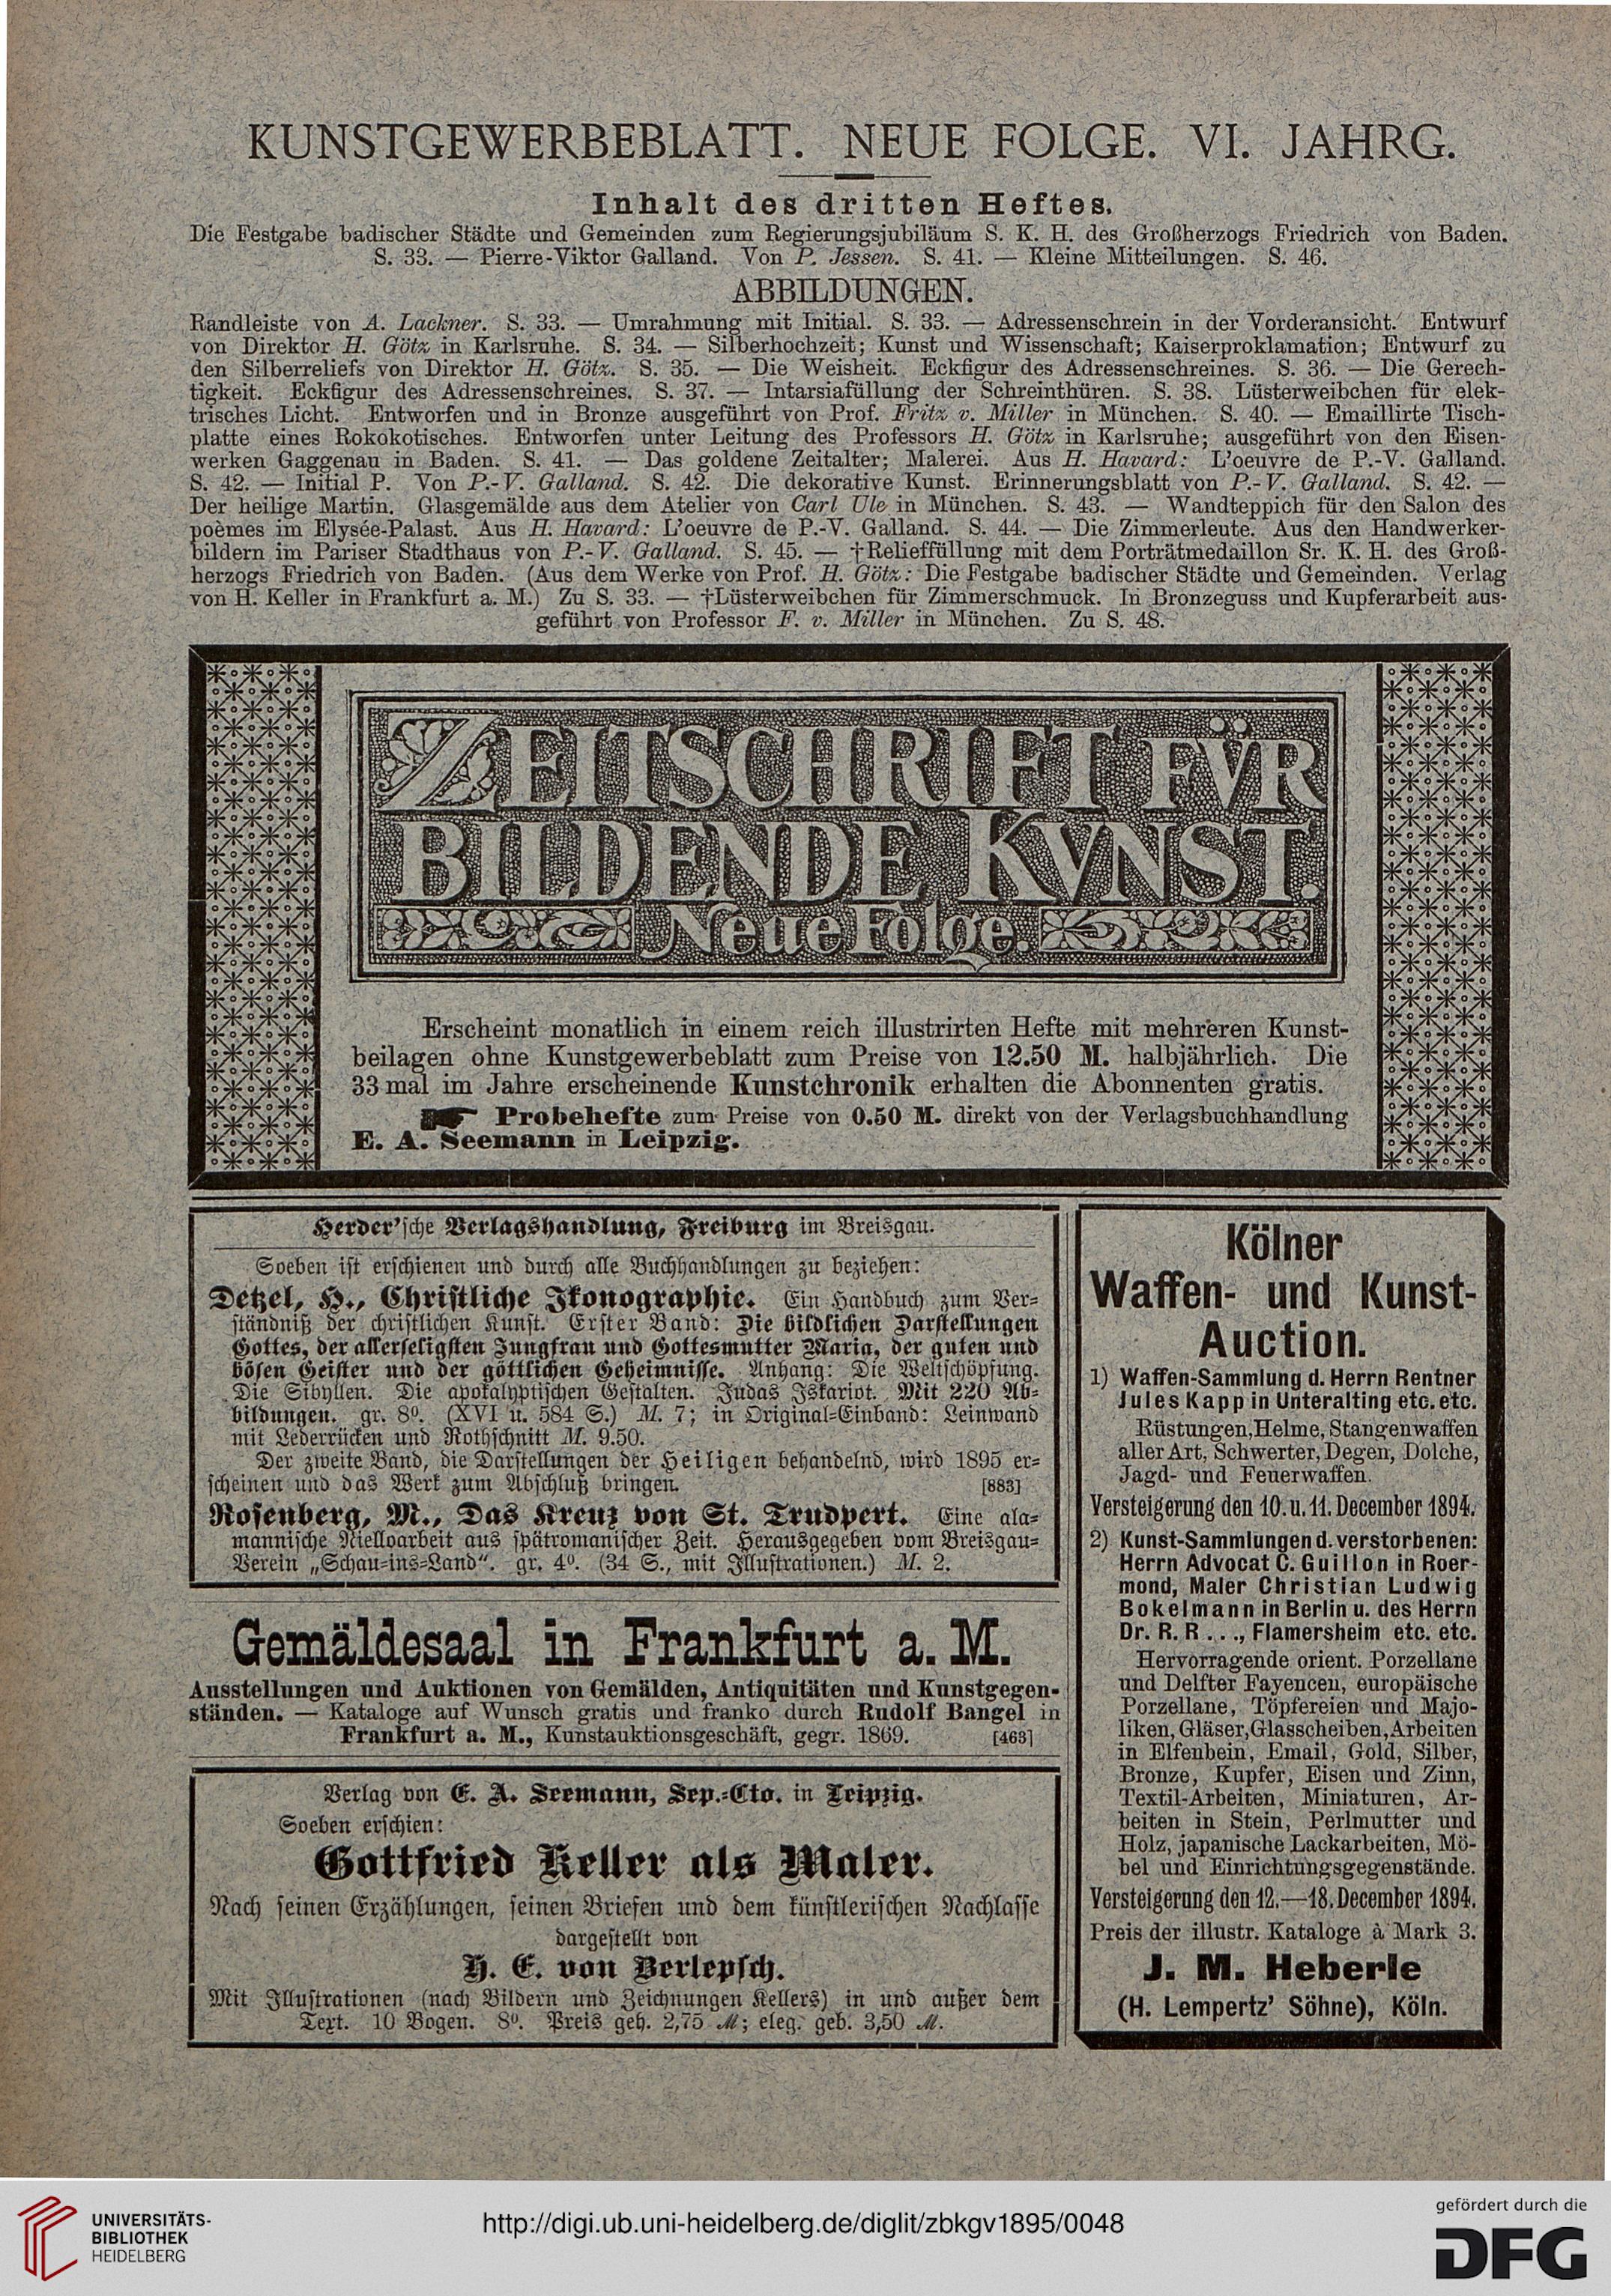 KUNSTGEWERBEBLATT. NEUE FOLGE. VI. JAHRG.
Inhalt des dritten Heftes.
Die Festgabe badischer Städte und Gemeinden zum Regierungsjubiläum S. K. H. des Großherzogs Friedrich von Baden.
S. 33. — Pierre-Viktor Galland. Von P. Jessen. S. 41. — Kleine Mitteilungen. S. 46.
ABBILDUNGEN.
Randleiste von A. Lackner. S. 33. — Umrahmung mit Initial. S. 33. — Adressenschrein in der Vorderansicht. Entwurf
von Direktor H. Götz in Karlsruhe. S. 34. — Silberhochzeit; Kunst und Wissenschaft; Kaiserproklamation; Entwurf zu
den Silberreliefs von Direktor H. Götz. S. 35. — Die Weisheit. Eckfigur des Adressenschreines. S. 36. — Die Gerech-
tigkeit. Eckfigur des Adressenschreines. S. 37. — Intarsiafüllung der Schreinthüren. S. 38. Lüsterweibchen für elek-
trisches Licht. Entworfen und in Bronze ausgeführt von Prof. Fritz v. Miller in München. S. 40. — Emaillirte Tisch-
platte eines Rokokotisches. Entworfen unter Leitung des Professors H. Götz in Karlsruhe; ausgeführt von den Eisen-
werken Gaggenau in Baden. S. 41. — Das goldene Zeitalter; Malerei. Aus H. Havard: L'oeuvre de P.-V. Galland.
S. 42. — Initial P. Von P.-V. Galland. S. 42. Die dekorative Kunst. Erinnerungsblatt von P.-V. Galland. S. 42. —
Der heilige Martin. Glasgemälde aus dem Atelier von Carl Ule in München. S. 43. — Wandteppich für den Salon des
poèmes im Elysée-Palast. Aus H. Havard: L'oeuvre de P.-V. Galland. S. 44. — Die Zimmerleute. Aus den Handwerker-
bildern im Pariser Stadthaus von P.-V. Galland. S. 45. — †Relieffüllung mit dem Porträtmedaillon Sr. K. H. des Groß-
herzogs Friedrich von Baden. (Aus dem Werke von Prof. H. Götz: Die Festgabe badischer Städte und Gemeinden. Verlag
von H. Keller in Frankfurt a. M.) Zu S. 33. — †Lüsterweibchen für Zimmerschmuck. In Bronzeguss und Kupferarbeit aus-
geführt von Professor F. v. Miller in München. Zu S. 48.
ZEITSCHRIFT FÜR
BILDENDE KVNST.
Neue Folge.
Erscheint monatlich in einem reich illustrirten Hefte mit mehreren Kunst-
beilagen ohne Kunstgewerbeblatt zum Preise von 12.50 M. halbjährlich. Die
33 mal im Jahre erscheinende Kunstchronik erhalten die Abonnenten gratis.
Probehefte zum Preise von 0.50 M. direkt von der Verlagsbuchhandlung
E. A. Seemann in Leipzig.
Herder'sche Verlagshandlung, Freiburg im Breisgau.
Soeben ist erschienen und durch alle Buchhandlungen zu beziehen:
Detzel, H., Christliche Ikonographie. Ein Handbuch zum Ver-
ständniß der christlichen Kunst. Erster Band: Die bildlichen Darstellungen
Gottes, der allerseligsten Jungfrau und Gottesmutter Maria, der guten und
bösen Geister und der göttlichen Geheimnisse. Anhang: Die Weltschöpfung.
Die Sibyllen. Die apokalyptischen Gestalten. Judas Iskariot. Mit 220 Ab-
bildungen. gr. 8⁰. (XVI u. 584 S.) M. 7; in Original-Einband: Leinwand
mit Lederrücken und Rothschnitt M. 9.50.
Der zweite Band, die Darstellungen der Heiligen behandelnd, wird 1895 er-
scheinen und das Werk zum Abschluß bringen. [883]
Rosenberg, M., Das Kreuz von St. Trudpert. Eine ala-
mannische Nielloarbeit aus spätromanischer Zeit. Herausgegeben vom Breisgau-
Verein „Schau-ins-Land". gr. 4⁰. (34 S., mit Illustrationen.) M. 2.
Gemäldesaal in Frankfurt a. M.
Ausstellungen und Auktionen von Gemälden, Antiquitäten und Kunstgegen-
ständen. — Kataloge auf Wunsch gratis und franko durch Rudolf Bangel in
Frankfurt a. M., Kunstauktionsgeschäft, gegr. 1869. [463]
Verlag von E. A. Seemann, Sep.-Cto. in Leipzig.
Soeben erschien:
Gottfried Keller als Maler.
Nach seinen Erzählungen, seinen Briefen und dem künstlerischen Nachlasse
dargestellt von
H. E. von Berlepsch.
Mit Illustrationen (nach Bildern und Zeichnungen Kellers) in und außer dem
Text. 10 Bogen. 8⁰. Preis geh. 2,75 M; eleg. geb. 3,50 M.
Kölner
Waffen- und Kunst-
Auction.
1) Waffen-Sammlung d. Herrn Rentner
Jules Kapp in Unteralting etc. etc.
Rüstungen, Helme, Stangenwaffen
aller Art, Schwerter, Degen, Dolche,
Jagd- und Feuerwaffen.
Versteigerung den 10. u. 11. December 1894.
2) Kunst-Sammlungen d. verstorbenen:
Herrn Advocat C. Guillon in Roer-
mond, Maler Christian Ludwig
Bokelmann in Berlin u. des Herrn
Dr. R. R . . ., Flamersheim etc. etc.
Hervorragende orient. Porzellane
und Delfter Fayencen, europäische
Porzellane, Töpfereien und Majo-
liken, Gläser, Glasscheiben, Arbeiten
in Elfenbein, Email, Gold, Silber,
Bronze, Kupfer, Eisen und Zinn,
Textil-Arbeiten, Miniaturen, Ar-
beiten in Stein, Perlmutter und
Holz, japanische Lackarbeiten, Mö-
bel und Einrichtungsgegenstände.
Versteigerung den 12.—18. December 1894.
Preis der illustr. Kataloge à Mark 3.
J. M. Heberle
(H. Lempertz' Söhne), Köln.
UNIVERSITÄTS-
BIBLIOTHEK
HEIDELBERG
http://digi.ub.uni-heidelberg.de/diglit/zbkgv1895/0048
gefördert durch die
DFG